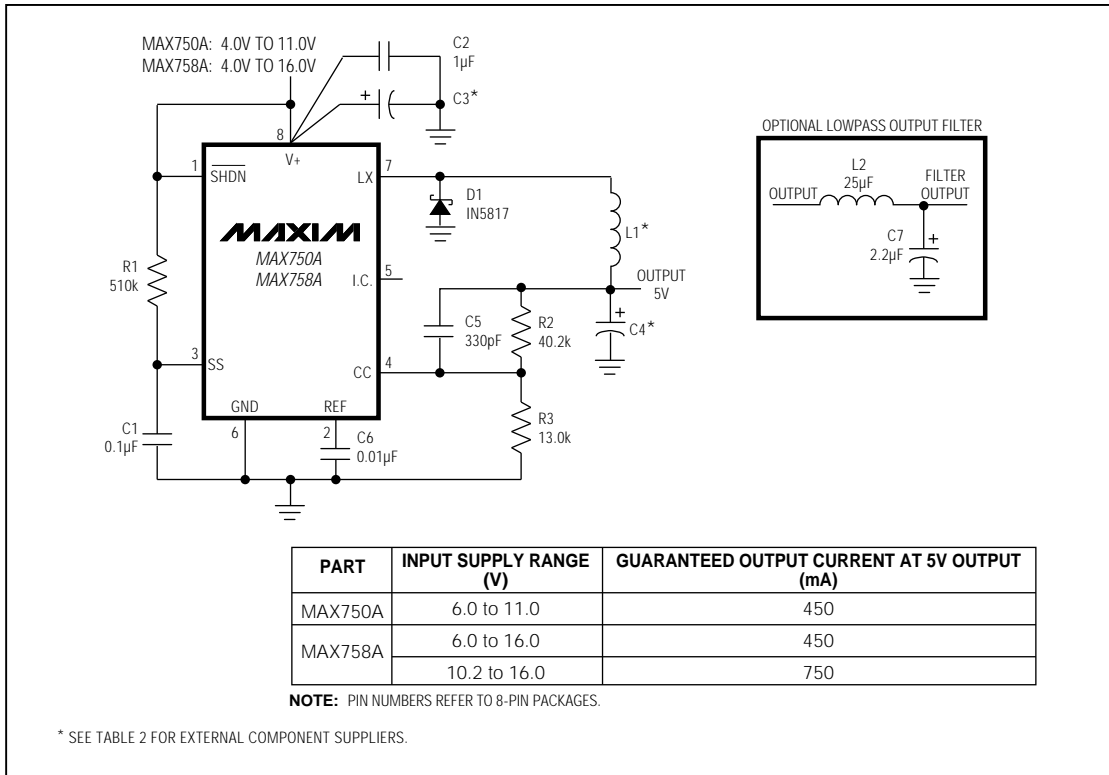 MAX750A: 4.0V TO 11.0V
MAX758A: 4.0V TO 16.0V
C2
1µF
+
C3*
8
V+
1
SHDN
LX
7
D1
IN5817
L1*
MAXIM
MAX750A
MAX758A
R1
510k
I.C.
5
OUTPUT
5V
+
C4*
C5
330pF
R2
40.2k
3
SS
CC
4
GND
REF
R3
13.0k
C1
0.1µF
6
2
C6
0.01µF
OPTIONAL LOWPASS OUTPUT FILTER
L2
25µF
OUTPUT
FILTER
OUTPUT
C7
2.2µF
+
PART INPUT SUPPLY RANGE (V) GUARANTEED OUTPUT CURRENT AT 5V OUTPUT (mA)
MAX750A 6.0 to 11.0 450
MAX758A 6.0 to 16.0 450
10.2 to 16.0 750
NOTE: PIN NUMBERS REFER TO 8-PIN PACKAGES.
* SEE TABLE 2 FOR EXTERNAL COMPONENT SUPPLIERS.